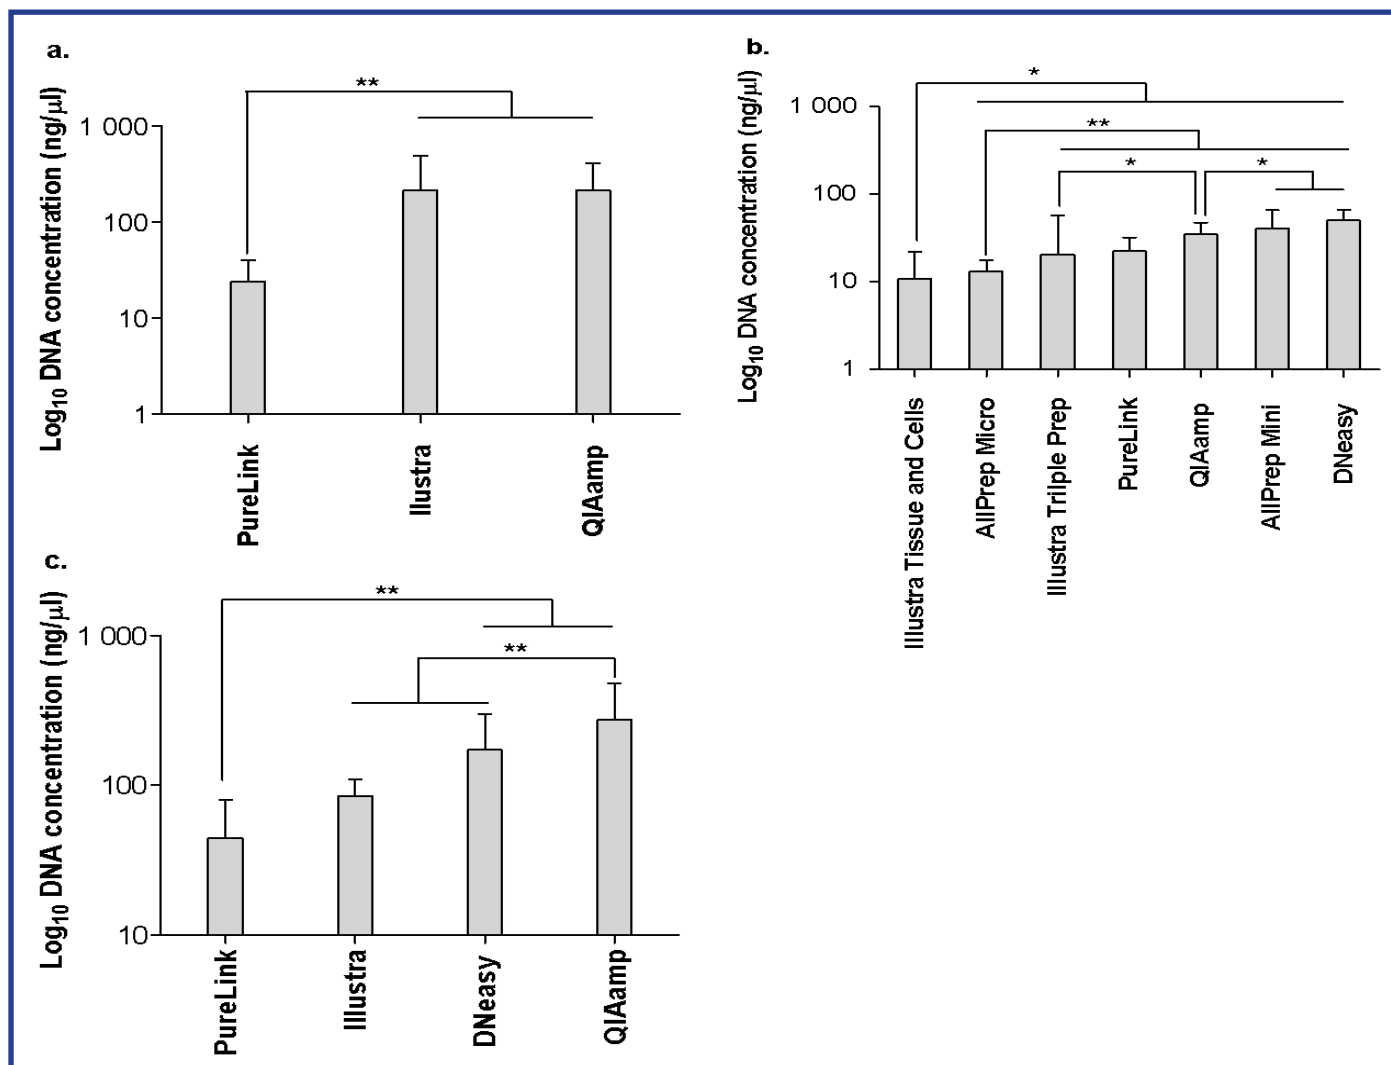 a.
Log10 DNA concentration (ng/µl)
**
1 000
100
10
1
PureLink
Ilustra
QIAamp
b.
Log10 DNA concentration (ng/µl)
*
**
*
*
1 000
100
10
1
Illustra Tissue and Cells
AllPrep Micro
Illustra Trilple Prep
PureLink
QIAamp
AllPrep Mini
DNeasy
c.
Log10 DNA concentration (ng/µl)
**
**
1 000
100
10
PureLink
Illustra
DNeasy
QIAamp